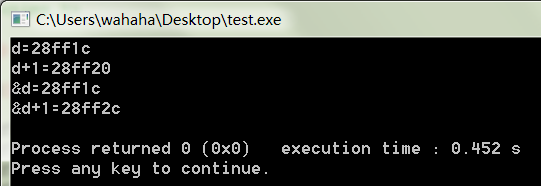 C:\Users\wahaha\Desktop\test.exe
d=28ff1c
d+1=28ff20
&d=28ff1c
&d+1=28ff2c
Process returned 0 (0x0)   execution time : 0.452 s
Press any key to continue.